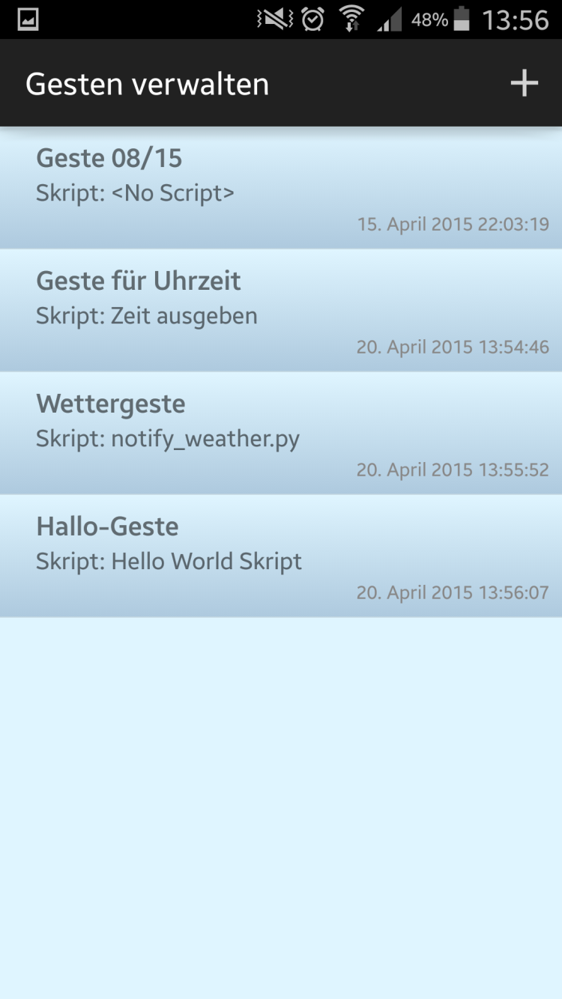 48% 13:56
Gesten verwalten
Geste 08/15
Skript: <No Script>
15. April 2015 22:03:19
Geste für Uhrzeit
Skript: Zeit ausgeben
20. April 2015 13:54:46
Wettergeste
Skript: notify_weather.py
20. April 2015 13:55:52
Hallo-Geste
Skript: Hello World Skript
20. April 2015 13:56:07